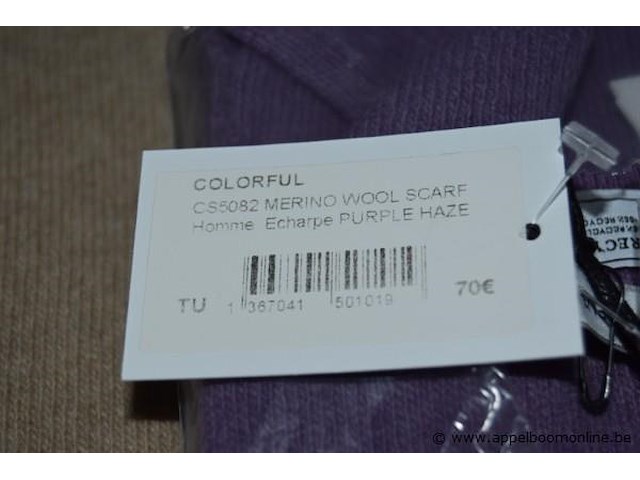 COLORFUL
CS5082 MERINO WOOL SCARF
Homme Echarpe PURPLE HAZE
TU
1 367041 501019
70€
© www.appelboomonline.be